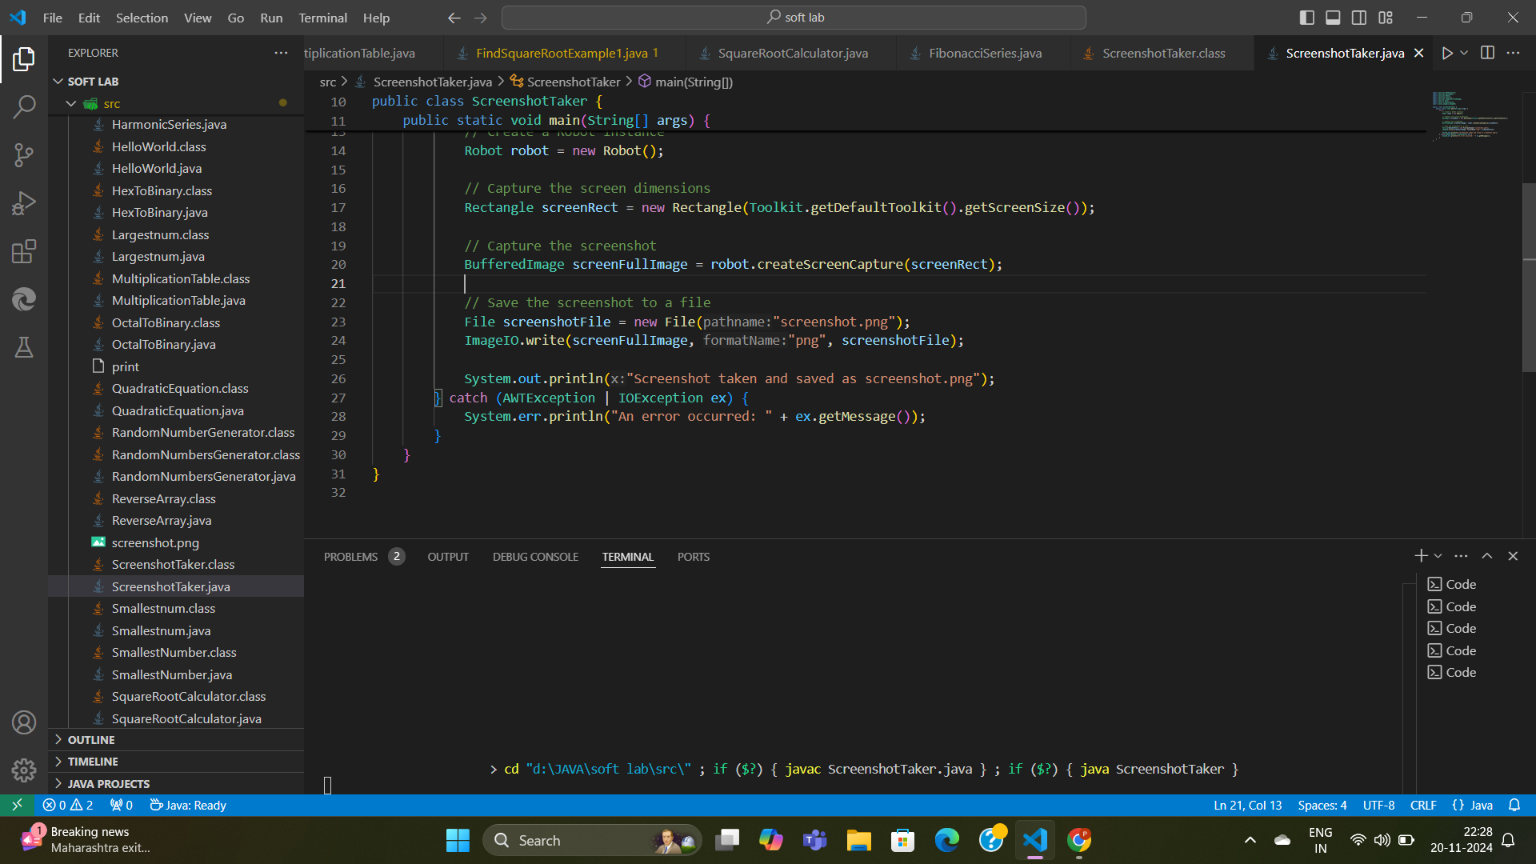 File Edit Selection View Go Run Terminal Help
soft lab
EXPLORER
tiplicationTable.java
FindSquareRootExample1.java 1
SquareRootCalculator.java
FibonacciSeries.java
ScreenshotTaker.class
ScreenshotTaker.java
SOFT LAB
src
HarmonicSeries.java
HelloWorld.class
HelloWorld.java
HexToBinary.class
HexToBinary.java
Largestnum.class
Largestnum.java
MultiplicationTable.class
MultiplicationTable.java
OctalToBinary.class
OctalToBinary.java
print
QuadraticEquation.class
QuadraticEquation.java
RandomNumberGenerator.class
RandomNumbersGenerator.class
RandomNumbersGenerator.java
ReverseArray.class
ReverseArray.java
screenshot.png
ScreenshotTaker.class
ScreenshotTaker.java
Smallestnum.class
Smallestnum.java
SmallestNumber.class
SmallestNumber.java
SquareRootCalculator.class
SquareRootCalculator.java
OUTLINE
TIMELINE
JAVA PROJECTS
src > ScreenshotTaker.java > ScreenshotTaker > main(String[])
10 public class ScreenshotTaker {
11 public static void main(String[] args) {
13 // Create a Robot instance
14 Robot robot = new Robot();
15
16 // Capture the screen dimensions
17 Rectangle screenRect = new Rectangle(Toolkit.getDefaultToolkit().getScreenSize());
18
19 // Capture the screenshot
20 BufferedImage screenFullImage = robot.createScreenCapture(screenRect);
21
22 // Save the screenshot to a file
23 File screenshotFile = new File(pathname:"screenshot.png");
24 ImageIO.write(screenFullImage, formatName:"png", screenshotFile);
25
26 System.out.println(x:"Screenshot taken and saved as screenshot.png");
27 } catch (AWTException | IOException ex) {
28 System.err.println("An error occurred: " + ex.getMessage());
29 }
30 }
31 }
32
PROBLEMS 2 OUTPUT DEBUG CONSOLE TERMINAL PORTS
Code
Code
Code
Code
Code
> cd "d:\JAVA\soft lab\src\" ; if ($?) { javac ScreenshotTaker.java } ; if ($?) { java ScreenshotTaker }
0 2 0 Java: Ready
Ln 21, Col 13 Spaces: 4 UTF-8 CRLF {} Java
1 Breaking news
Maharashtra exit...
Search
ENG
IN
22:28
20-11-2024